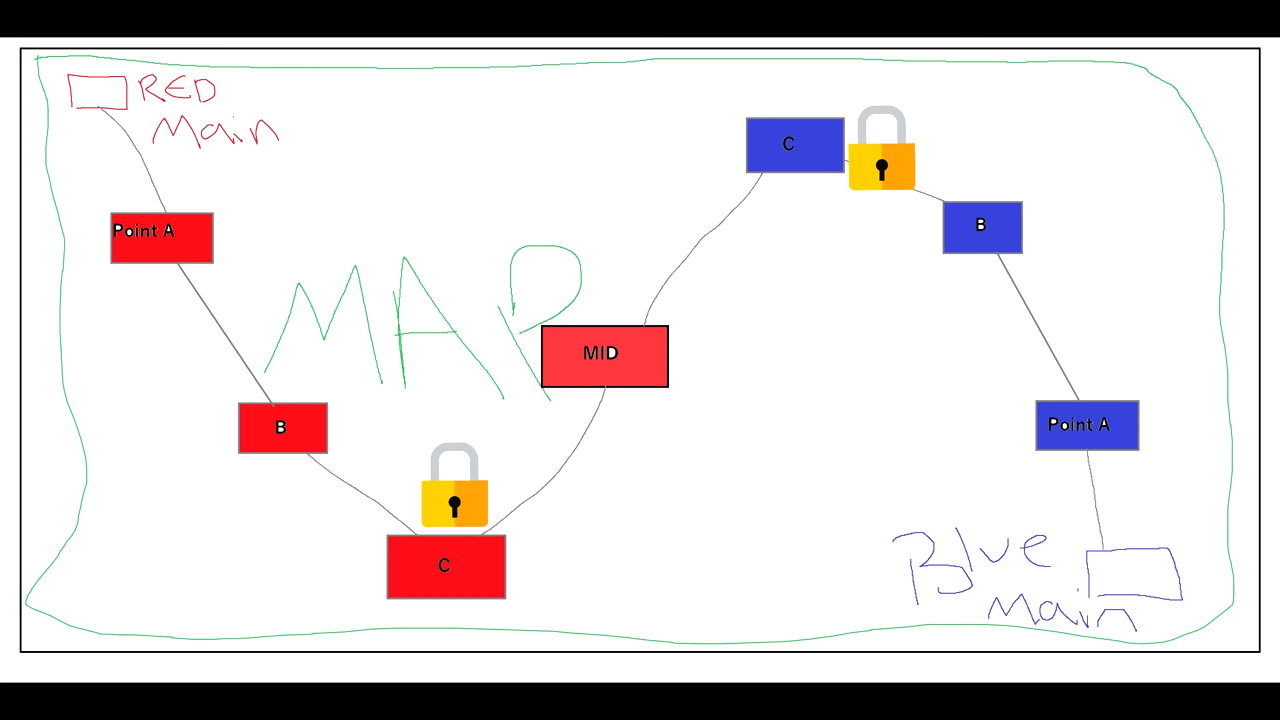 RED
Main
C
Point A
B
MAP
MID
B
Point A
C
Blue
Main